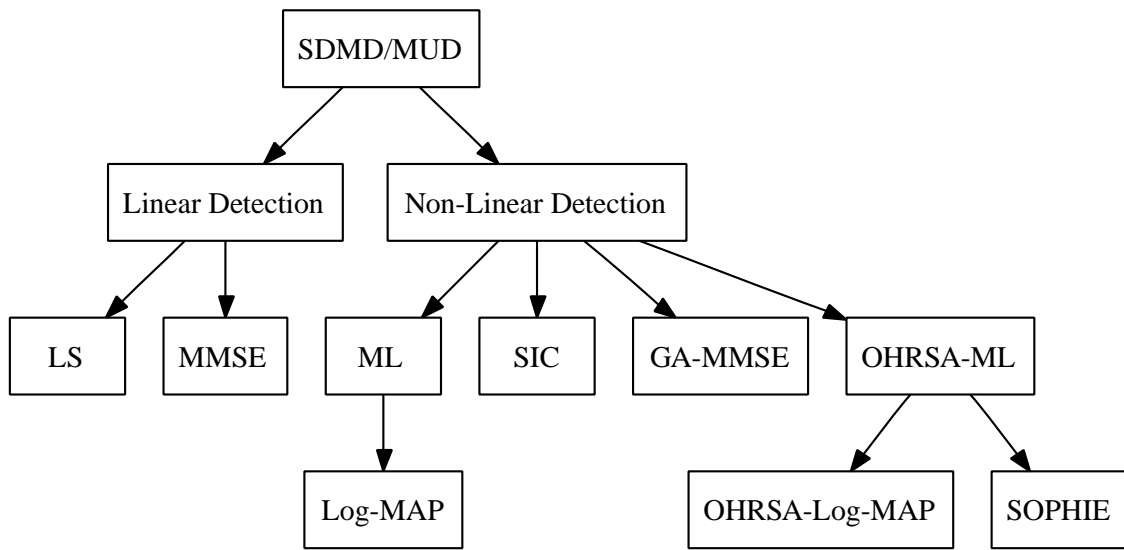 SDMD/MUD
Linear Detection
Non-Linear Detection
LS
MMSE
ML
SIC
GA-MMSE
OHRSA-ML
Log-MAP
OHRSA-Log-MAP
SOPHIE